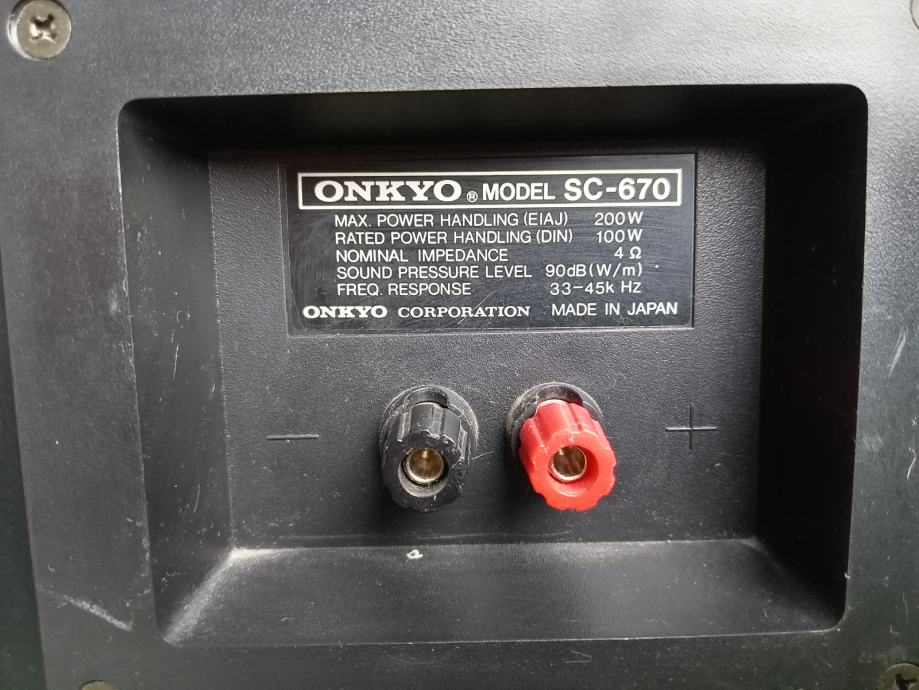 ONKYO® MODEL SC-670
MAX. POWER HANDLING (EIAJ) 200W
RATED POWER HANDLING (DIN) 100W
NOMINAL IMPEDANCE 4 Ω
SOUND PRESSURE LEVEL 90dB(W/m)
FREQ. RESPONSE 33-45k Hz
ONKYO CORPORATION MADE IN JAPAN
− +